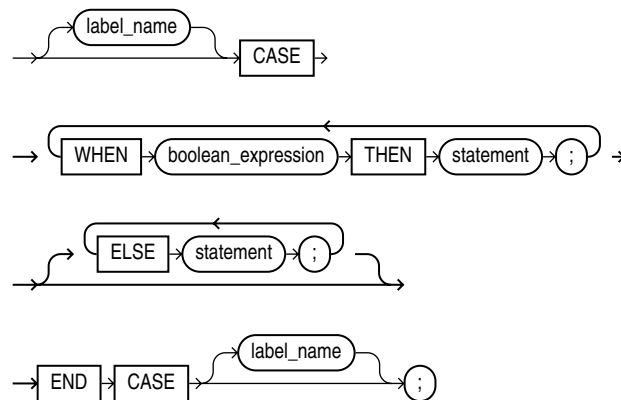 label_name
CASE
WHEN boolean_expression THEN statement ;
ELSE statement ;
label_name
END CASE ;